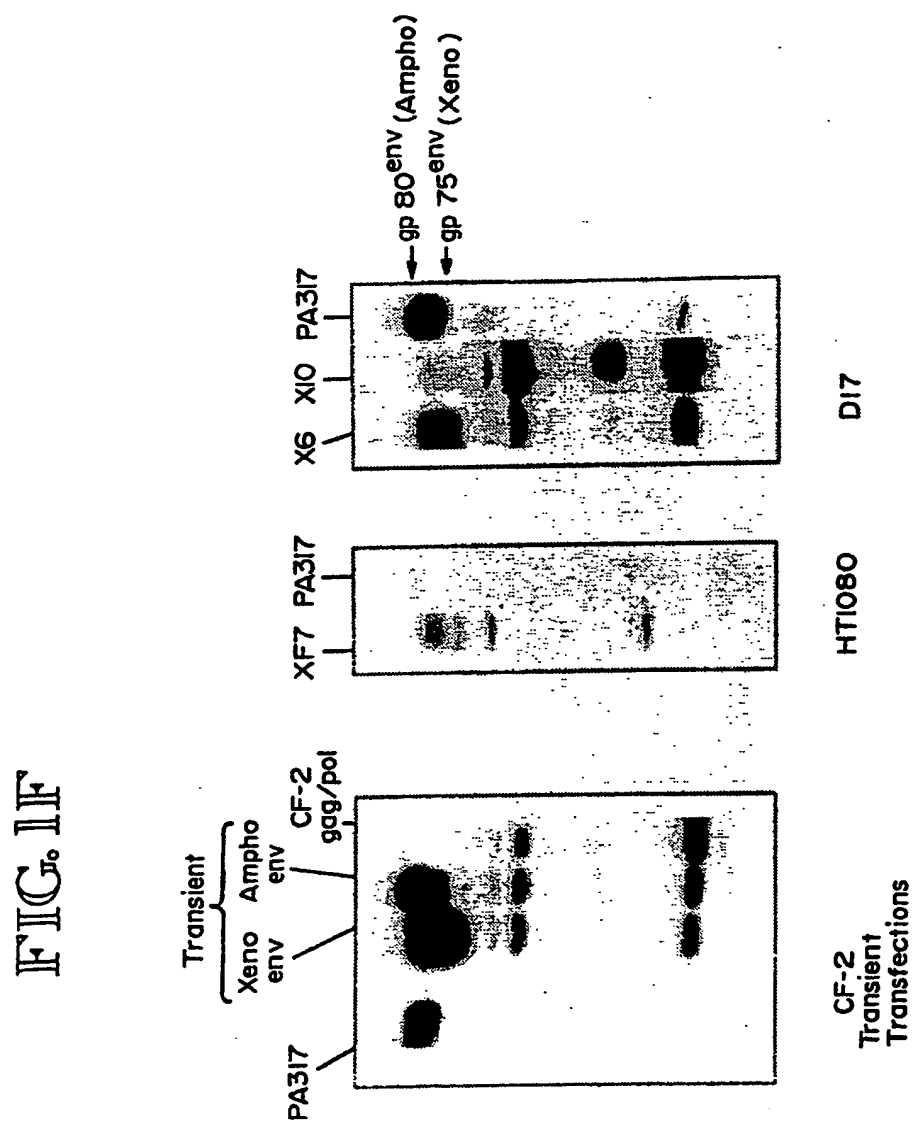 FIG. 1F
PA317
Transient
Xeno env
Ampho env
CF-2 gag/pol
CF-2
Transient
Transfections
XF7
PA317
HT1080
X6
X10
PA317
D17
gp 80env (Ampho)
gp 75env (Xeno)